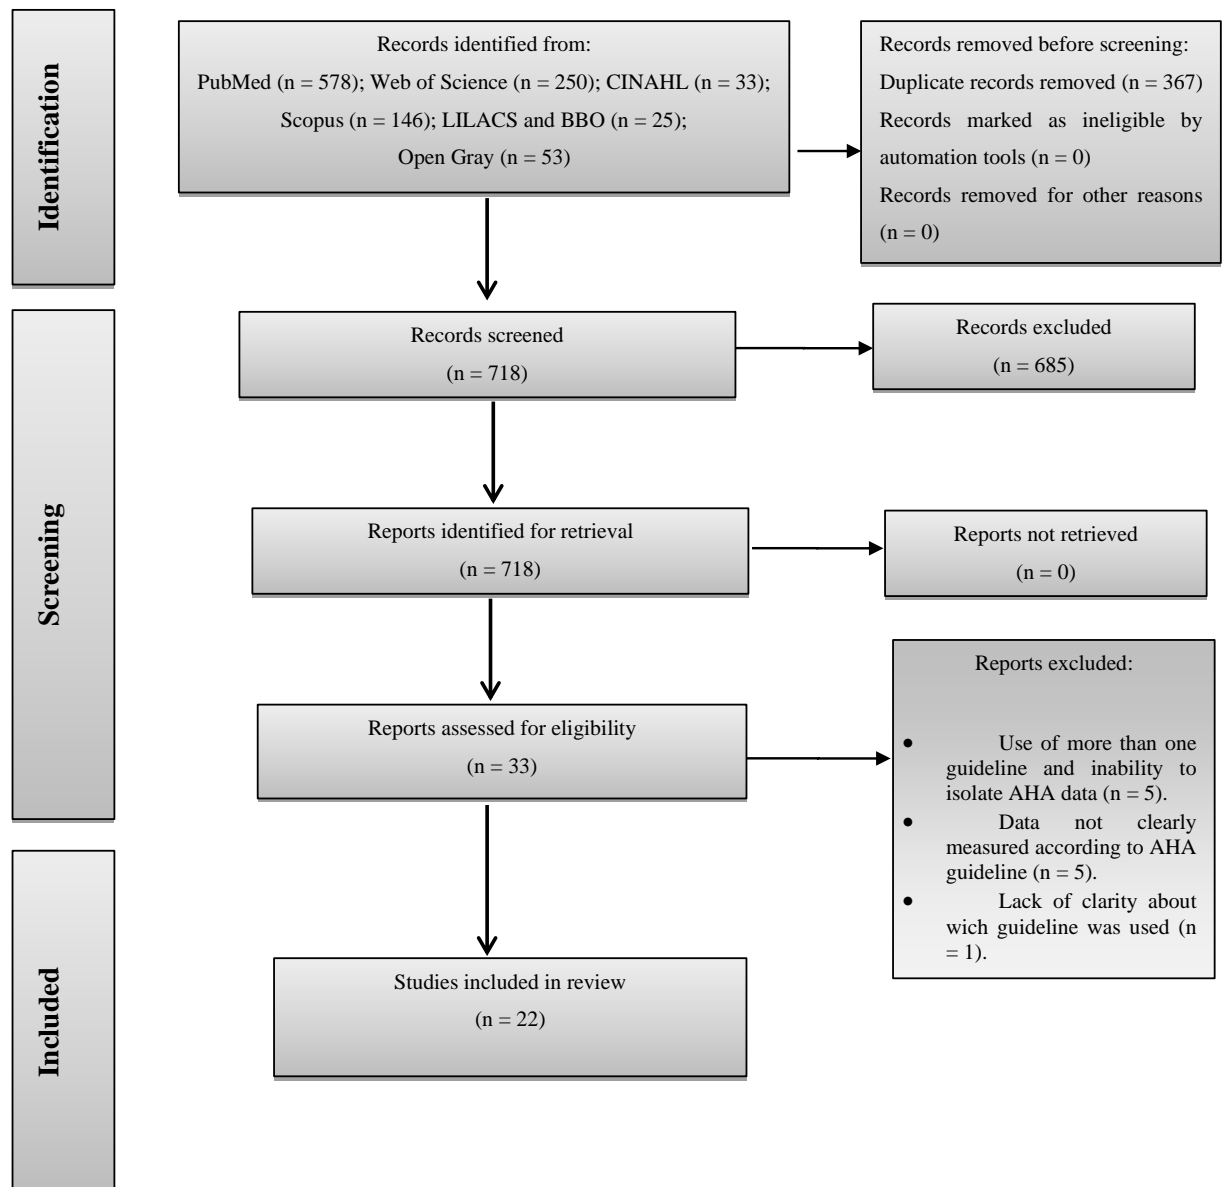 Identification
Records identified from:
PubMed (n = 578); Web of Science (n = 250); CINAHL (n = 33);
Scopus (n = 146); LILACS and BBO (n = 25);
Open Gray (n = 53)
Records removed before screening:
Duplicate records removed (n = 367)
Records marked as ineligible by
automation tools (n = 0)
Records removed for other reasons
(n = 0)
Screening
Records screened
(n = 718)
Records excluded
(n = 685)
Reports identified for retrieval
(n = 718)
Reports not retrieved
(n = 0)
Reports assessed for eligibility
(n = 33)
Reports excluded:
• Use of more than one
guideline and inability to
isolate AHA data (n = 5).
• Data not clearly
measured according to AHA
guideline (n = 5).
• Lack of clarity about
wich guideline was used (n
= 1).
Included
Studies included in review
(n = 22)